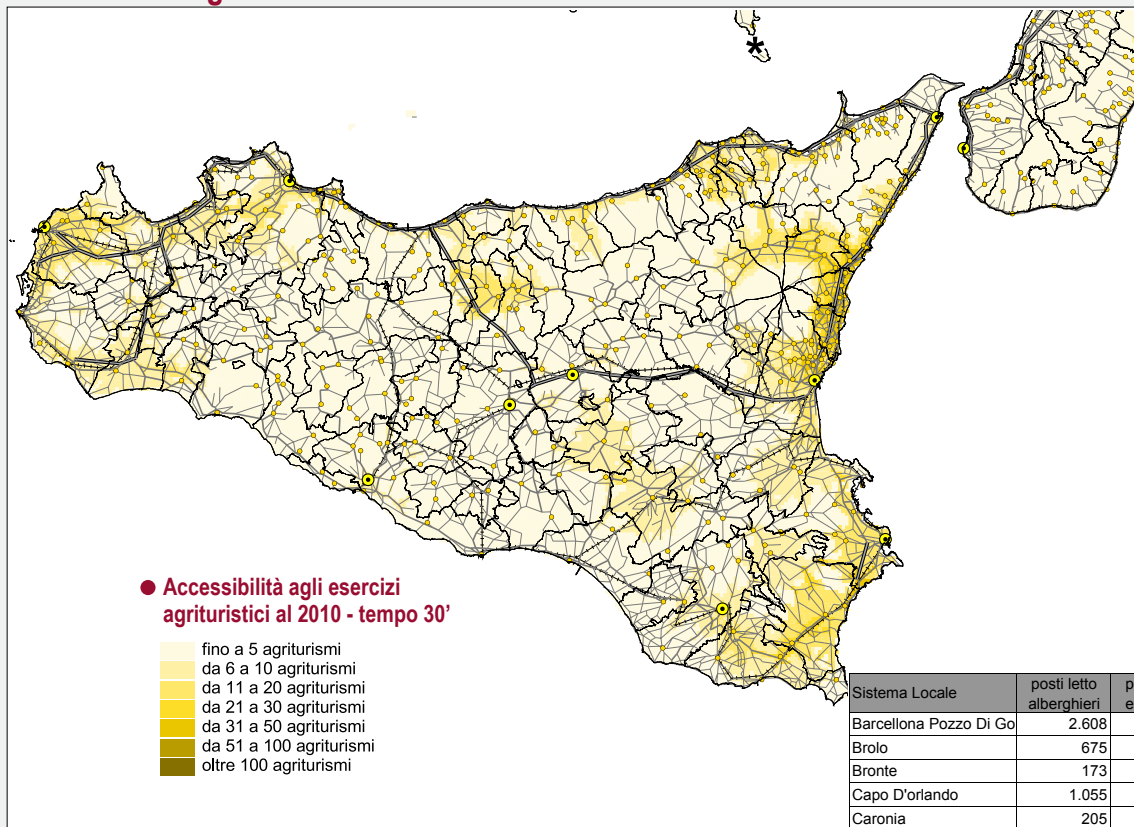 Accessibilità agli esercizi
agrituristici al 2010 - tempo 30’
fino a 5 agriturismi
da 6 a 10 agriturismi
da 11 a 20 agriturismi
da 21 a 30 agriturismi
da 31 a 50 agriturismi
da 51 a 100 agriturismi
oltre 100 agriturismi
Sistema Locale posti letto alberghieri
Barcellona Pozzo Di Go 2.608
Brolo 675
Bronte 173
Capo D'orlando 1.055
Caronia 205